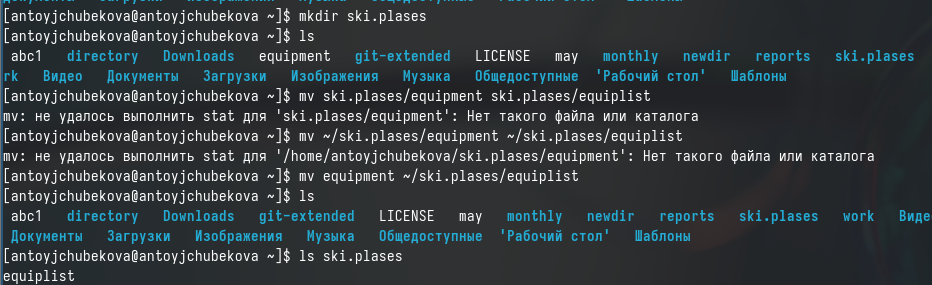 [antoyjchubekova@antoyjchubekova ~]$ mkdir ski.plases
[antoyjchubekova@antoyjchubekova ~]$ ls
abc1 directory Downloads equipment git-extended LICENSE may monthly newdir reports ski.plases
rk Видео Документы Загрузки Изображения Музыка Общедоступные 'Рабочий стол' Шаблоны
[antoyjchubekova@antoyjchubekova ~]$ mv ski.plases/equipment ski.plases/equiplist
mv: не удалось выполнить stat для 'ski.plases/equipment': Нет такого файла или каталога
[antoyjchubekova@antoyjchubekova ~]$ mv ~/ski.plases/equipment ~/ski.plases/equiplist
mv: не удалось выполнить stat для '/home/antoyjchubekova/ski.plases/equipment': Нет такого файла или каталога
[antoyjchubekova@antoyjchubekova ~]$ mv equipment ~/ski.plases/equiplist
[antoyjchubekova@antoyjchubekova ~]$ ls
abc1 directory Downloads git-extended LICENSE may monthly newdir reports ski.plases work Виде
Документы Загрузки Изображения Музыка Общедоступные 'Рабочий стол' Шаблоны
[antoyjchubekova@antoyjchubekova ~]$ ls ski.plases
equiplist